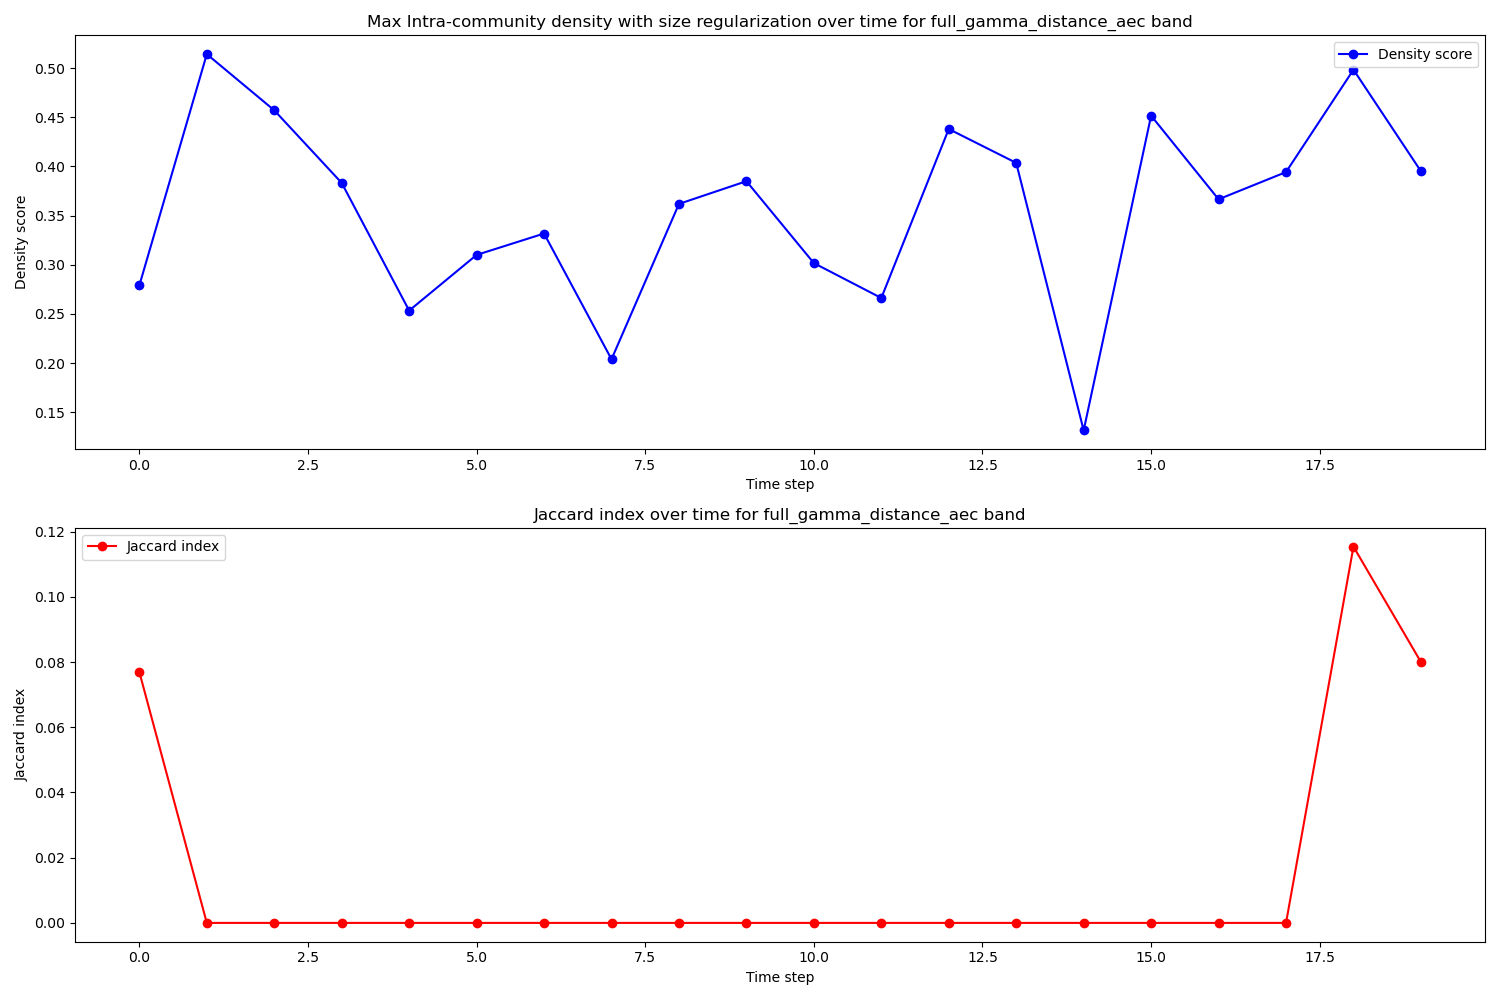 Max Intra-community density with size regularization over time for full_gamma_distance_aec band
Density score
Density score
0.50
0.45
0.40
0.35
0.30
0.25
0.20
0.15
0.0 2.5 5.0 7.5 10.0 12.5 15.0 17.5
Time step
Jaccard index over time for full_gamma_distance_aec band
Jaccard index
Jaccard index
0.12
0.10
0.08
0.06
0.04
0.02
0.00
0.0 2.5 5.0 7.5 10.0 12.5 15.0 17.5
Time step